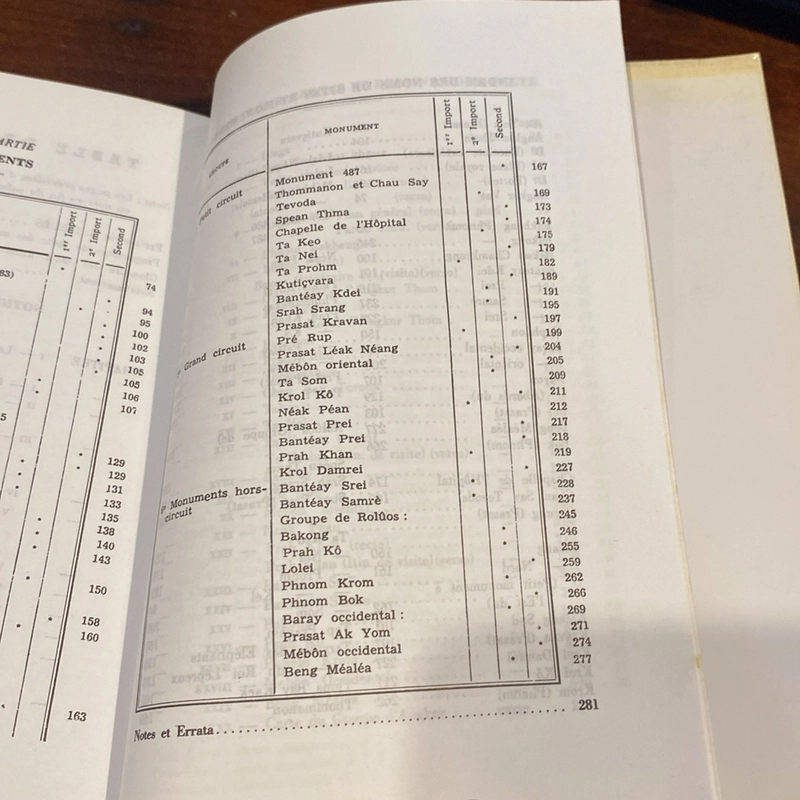 ARTIE
ENTS
1er Import
2e Import
Second
83)
74
94
95
100
102
103
105
105
106
107
5
129
129
131
133
135
138
140
143
150
158
160
163
MONUMENT
1er Import
2e Import
Second
circuit
Monument 487 167
Thommanon et Chau Say
Tevoda 169
Spean Thma 173
Chapelle de l'Hôpital 174
Ta Keo 175
Ta Nei 179
Ta Prohm 182
Kutiçvara 189
Bantéay Kdei 191
Srah Srang 195
Prasat Kravan 197
Grand circuit
Pré Rup 199
Prasat Léak Néang 204
Mébôn oriental 205
Ta Som 209
Krol Kô 211
Néak Péan 212
Prasat Prei 217
Bantéay Prei 218
Prah Khan 219
Krol Damrei 227
Monuments hors-
circuit
Bantéay Srei 228
Bantéay Samrè 237
Groupe de Rolûos : 245
Bakong 246
Prah Kô 255
Lolei 259
Phnom Krom 262
Phnom Bok 266
Baray occidental : 269
Prasat Ak Yom 271
Mébôn occidental 274
Beng Méaléa 277
Notes et Errata 281